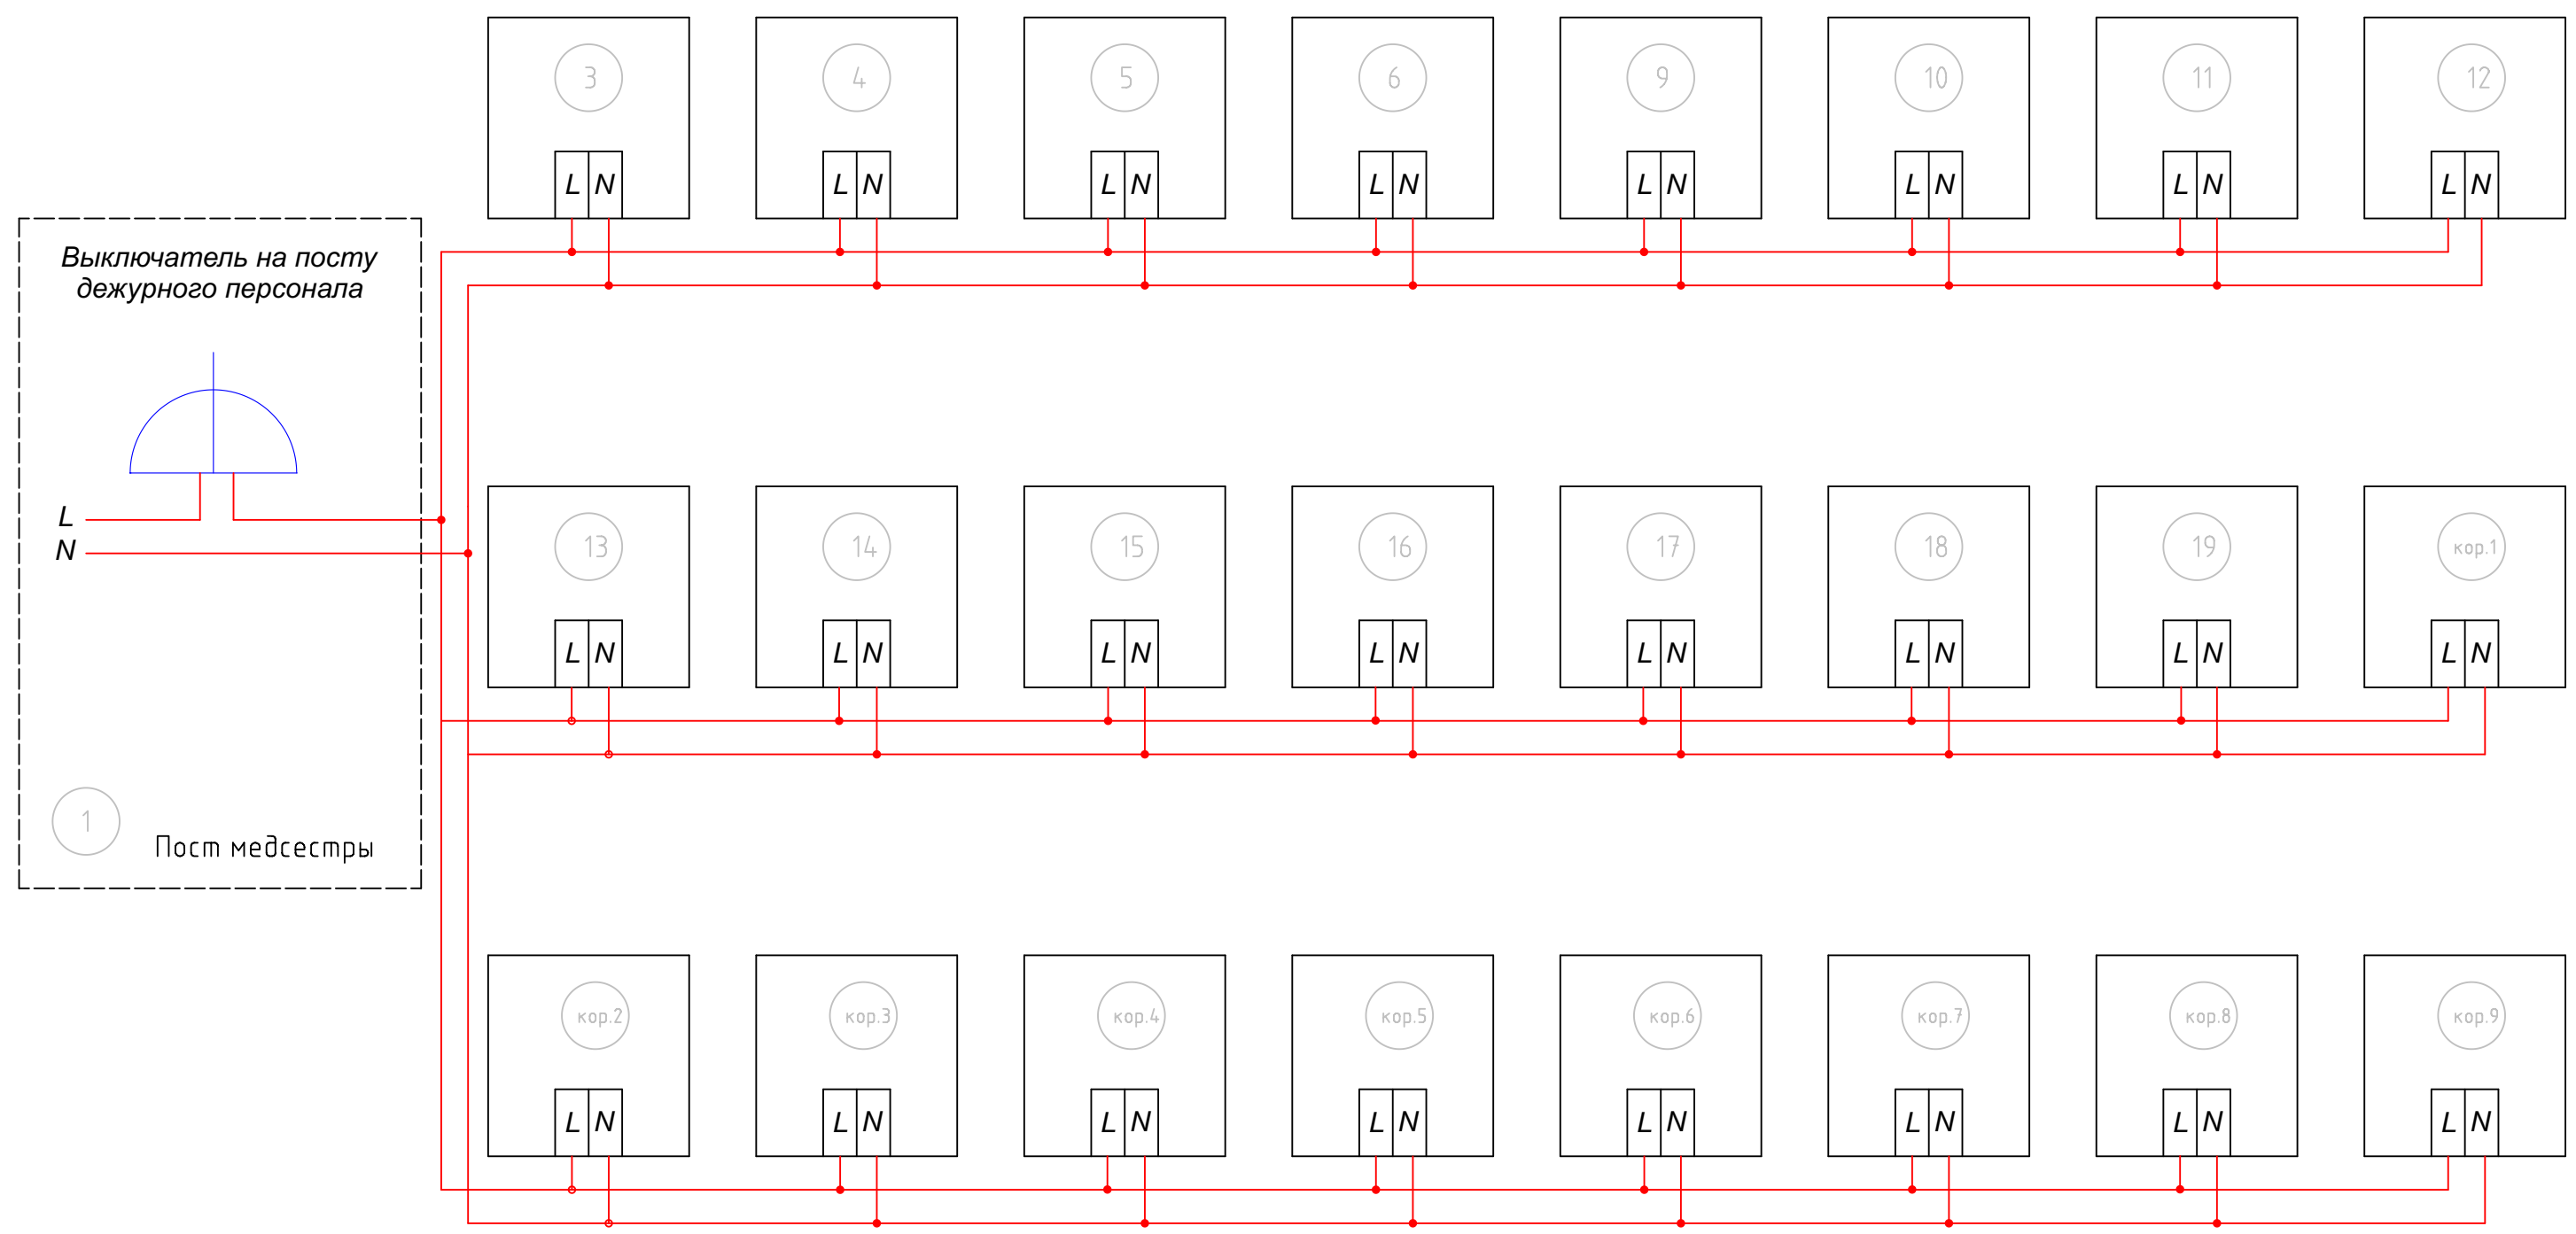 3 4 5 6 9 10 11 12
L N L N L N L N L N L N L N L N
Выключатель на посту
дежурного персонала
L
N
13 14 15 16 17 18 19 кор.1
L N L N L N L N L N L N L N L N
1
Пост медсестры
кор.2 кор.3 кор.4 кор.5 кор.6 кор.7 кор.8 кор.9
L N L N L N L N L N L N L N L N